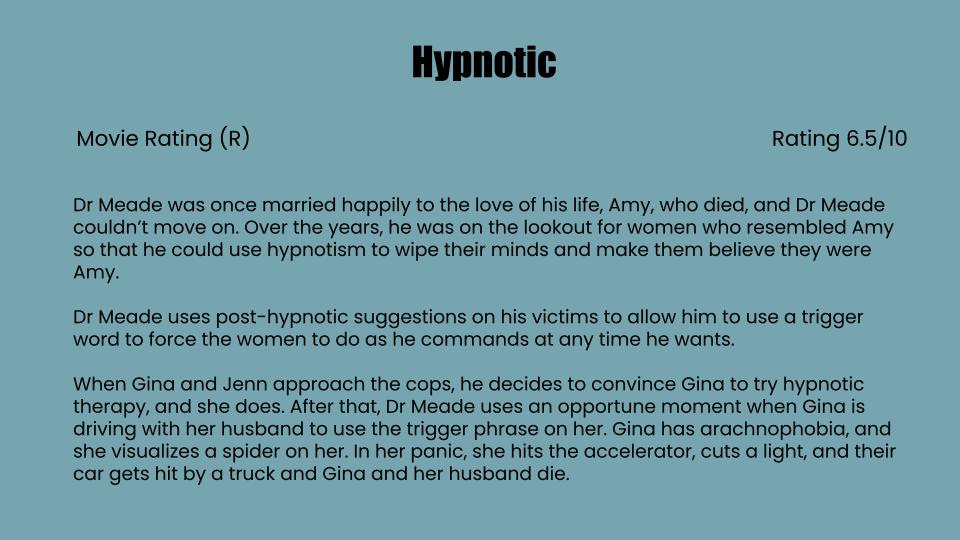 Hypnotic
Movie Rating (R)
Rating 6.5/10
Dr Meade was once married happily to the love of his life, Amy, who died, and Dr Meade
couldn’t move on. Over the years, he was on the lookout for women who resembled Amy
so that he could use hypnotism to wipe their minds and make them believe they were
Amy.
Dr Meade uses post-hypnotic suggestions on his victims to allow him to use a trigger
word to force the women to do as he commands at any time he wants.
When Gina and Jenn approach the cops, he decides to convince Gina to try hypnotic
therapy, and she does. After that, Dr Meade uses an opportune moment when Gina is
driving with her husband to use the trigger phrase on her. Gina has arachnophobia, and
she visualizes a spider on her. In her panic, she hits the accelerator, cuts a light, and their
car gets hit by a truck and Gina and her husband die.